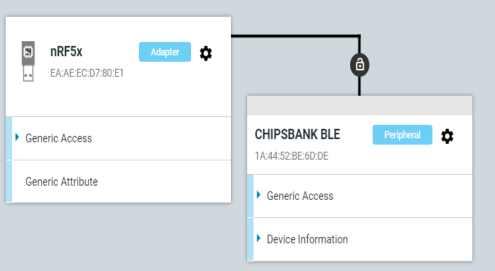 nRF5x
Adapter
EA:AE:EC:D7:80:E1
Generic Access
Generic Attribute
CHIPSBANK BLE
Peripheral
1A:44:52:BE:6D:DE
Generic Access
Device Information